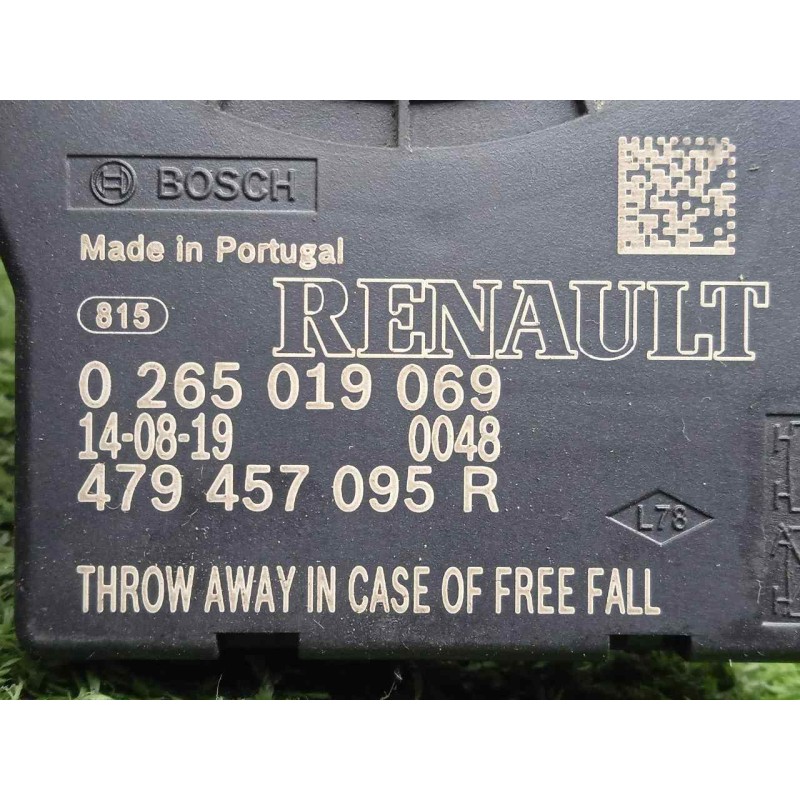 BOSCH
Made in Portugal
815 RENAULT
0 265 019 069
14-08-19 0048
479 457 095 R
L78
THROW AWAY IN CASE OF FREE FALL